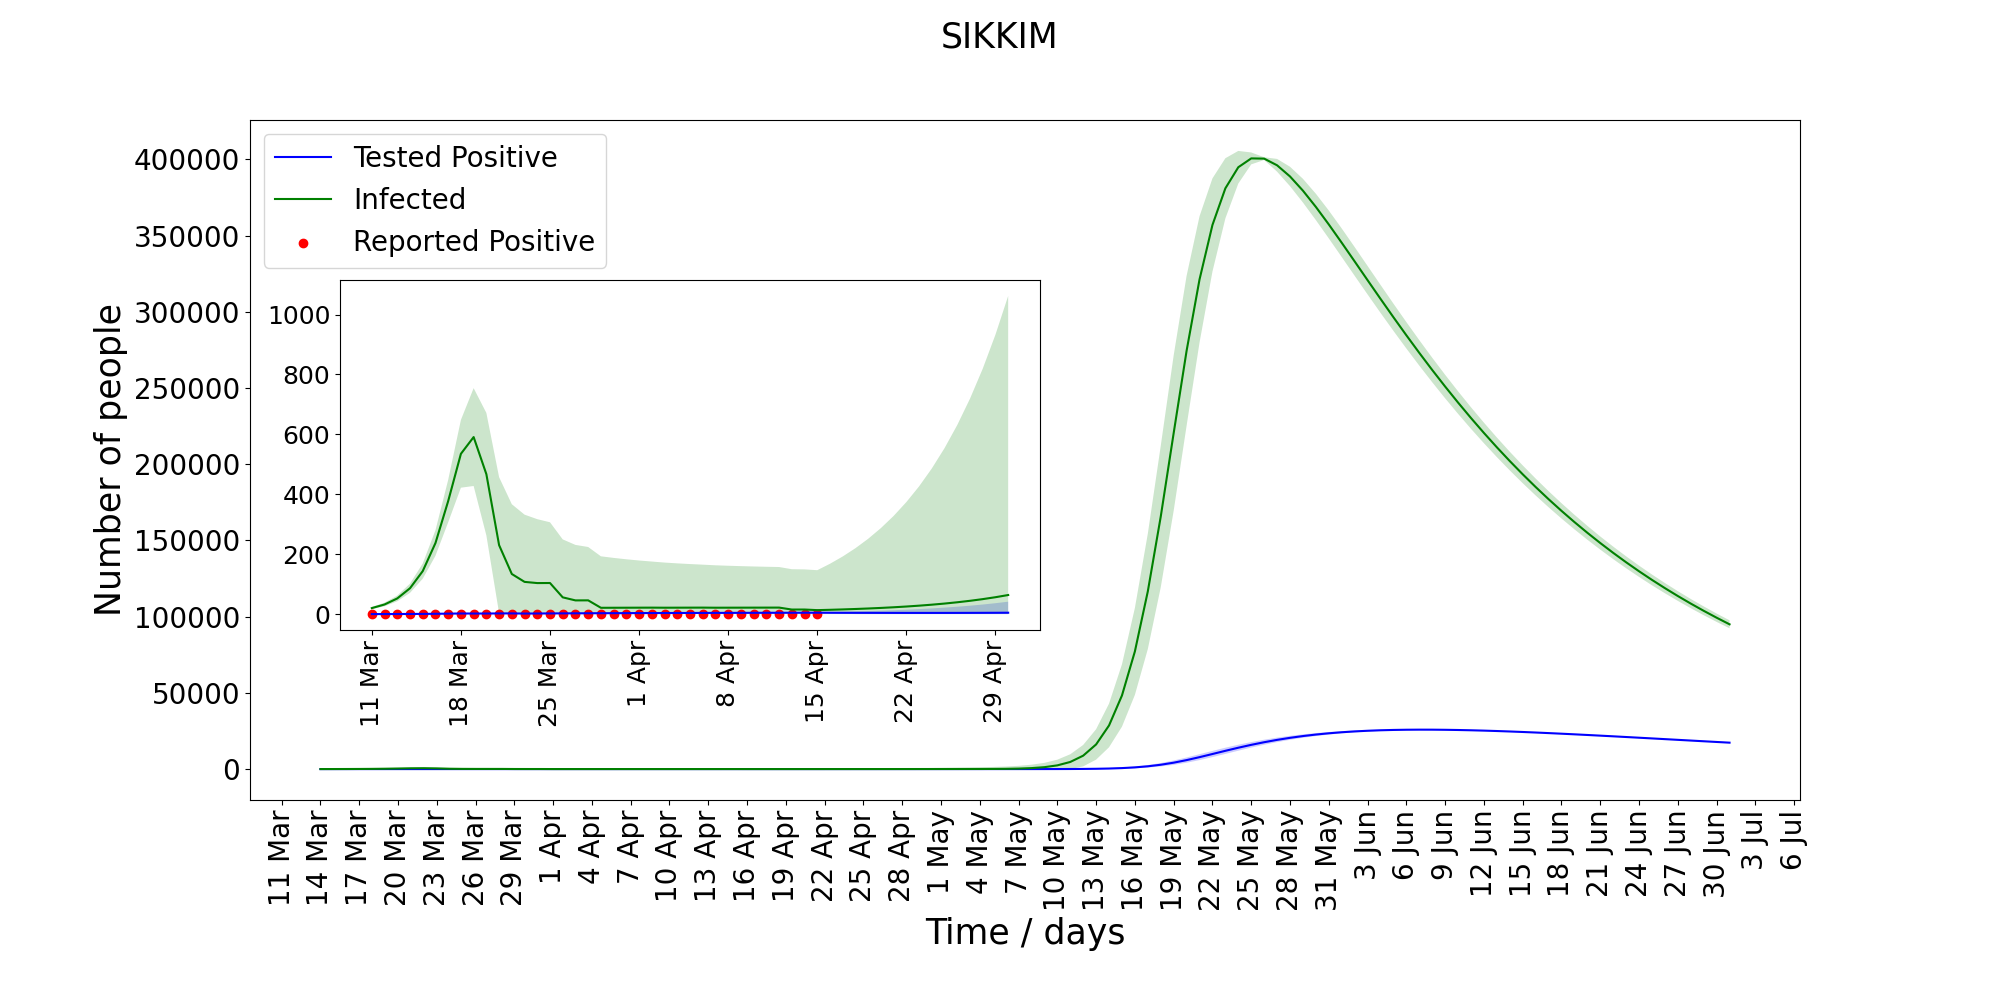 SIKKIM
Tested Positive
Infected
Reported Positive
Number of people
400000
350000
300000
250000
200000
150000
100000
50000
0
1000
800
600
400
200
0
11 Mar
18 Mar
25 Mar
1 Apr
8 Apr
15 Apr
22 Apr
29 Apr
11 Mar
14 Mar
17 Mar
20 Mar
23 Mar
26 Mar
29 Mar
1 Apr
4 Apr
7 Apr
10 Apr
13 Apr
16 Apr
19 Apr
22 Apr
25 Apr
28 Apr
1 May
4 May
7 May
10 May
13 May
16 May
19 May
22 May
25 May
28 May
31 May
3 Jun
6 Jun
9 Jun
12 Jun
15 Jun
18 Jun
21 Jun
24 Jun
27 Jun
30 Jun
3 Jul
6 Jul
Time / days